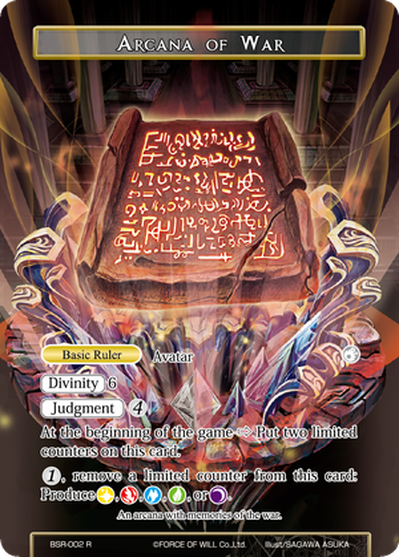 ARCANA OF WAR
Basic Ruler Avatar
Divinity 6
Judgment 4
At the beginning of the game ⇨ Put two limited
counters on this card.
1, remove a limited counter from this card:
Produce , , , , or .
An arcana with memories of the war.
BSR-002 R ©FORCE OF WILL Co.,Ltd. Illust/SAGAWA ASUKA